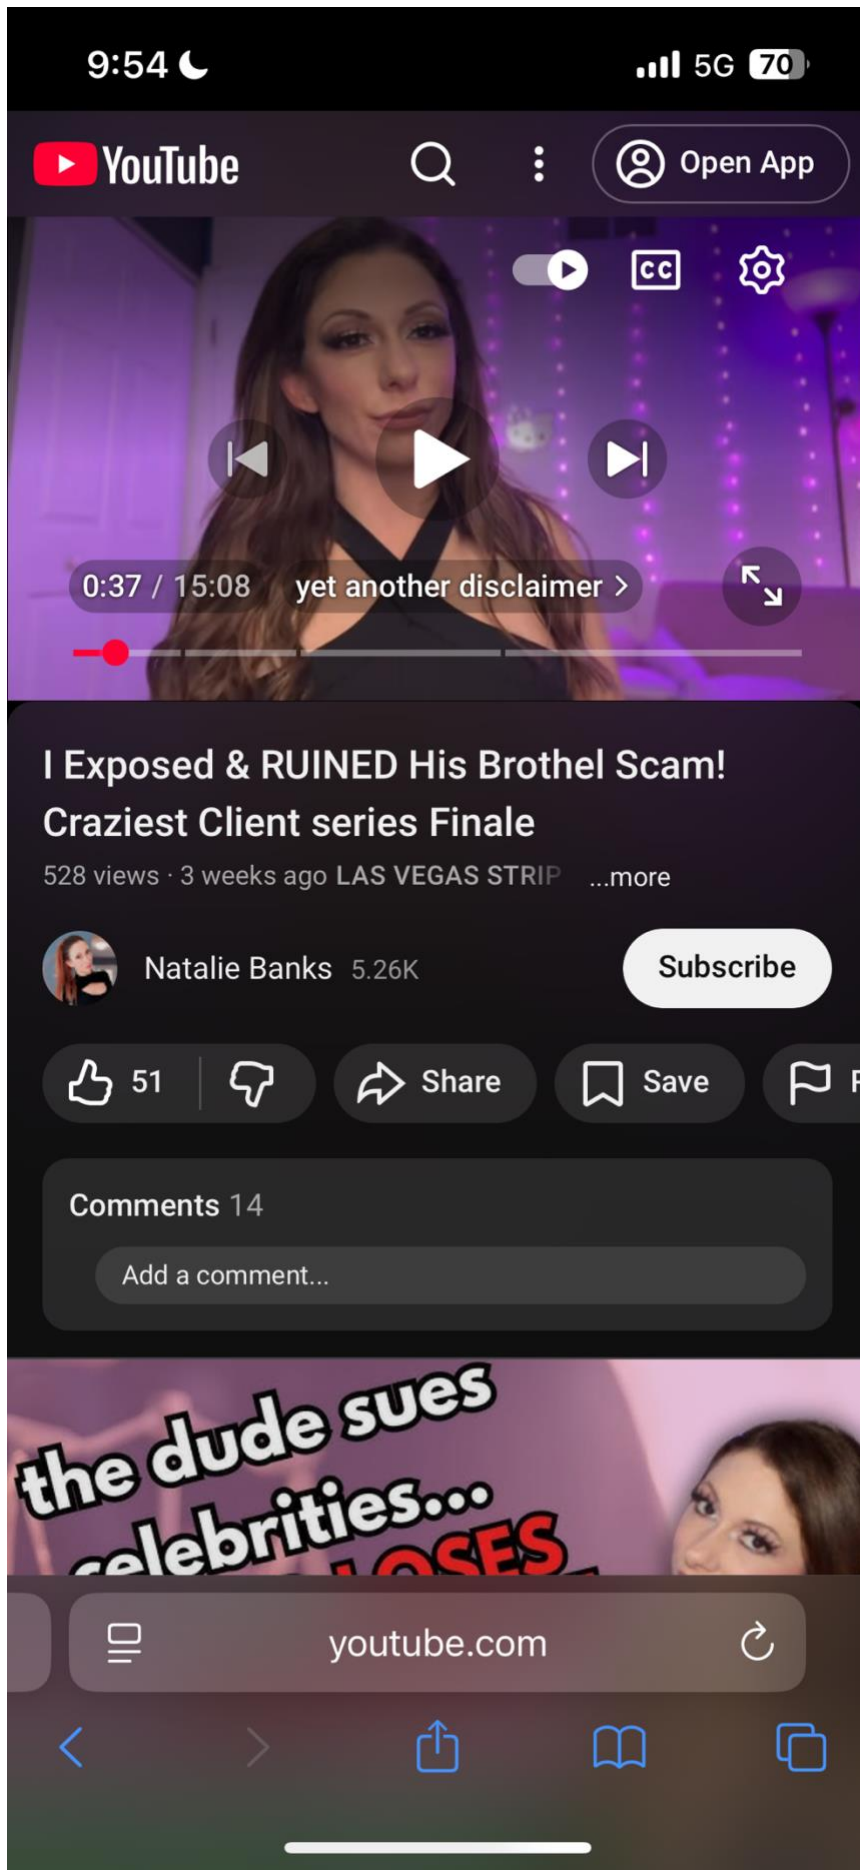 9:54
5G 70
YouTube
Open App
CC
0:37 / 15:08 yet another disclaimer >
I Exposed & RUINED His Brothel Scam!
Craziest Client series Finale
528 views · 3 weeks ago LAS VEGAS STRIP ...more
Natalie Banks 5.26K
Subscribe
51
Share
Save
Comments 14
Add a comment...
the dude sues
celebrities...
LOSES
youtube.com